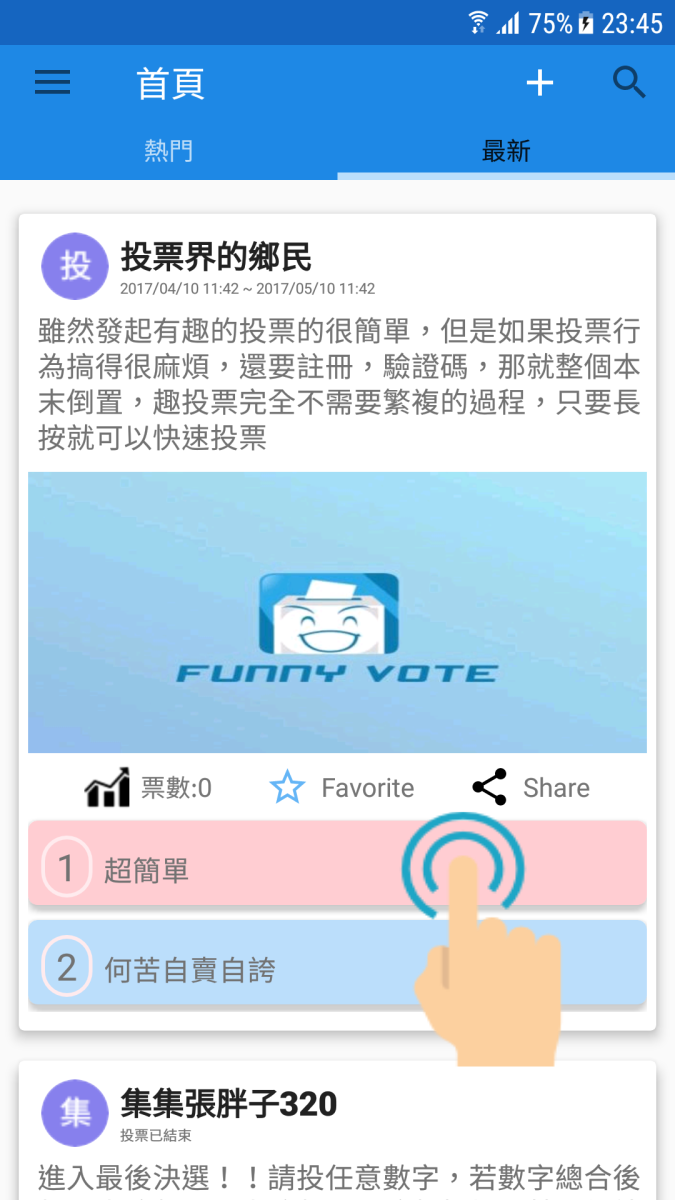 75% 23:45
首頁
熱門 最新
投 投票界的鄉民
2017/04/10 11:42 ~ 2017/05/10 11:42
雖然發起有趣的投票的很簡單，但是如果投票行
為搞得很麻煩，還要註冊，驗證碼，那就整個本
末倒置，趣投票完全不需要繁複的過程，只要長
按就可以快速投票
FUNNY VOTE
票數:0 Favorite Share
1 超簡單
2 何苦自賣自誇
集 集集張胖子320
投票已結束
進入最後決選！！請投任意數字，若數字總合後